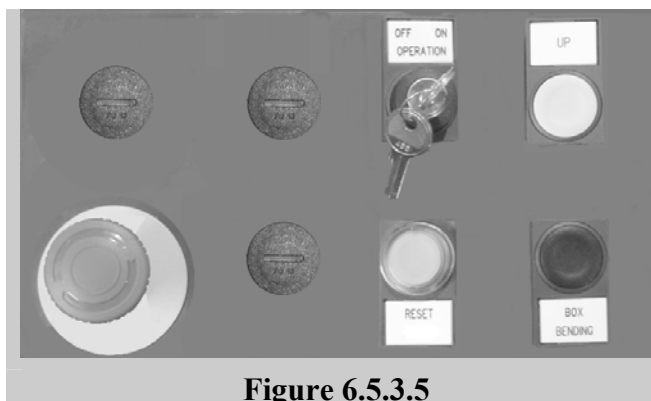 OFF ON
OPERATION
UP
RESET
BOX
BENDING
Figure 6.5.3.5